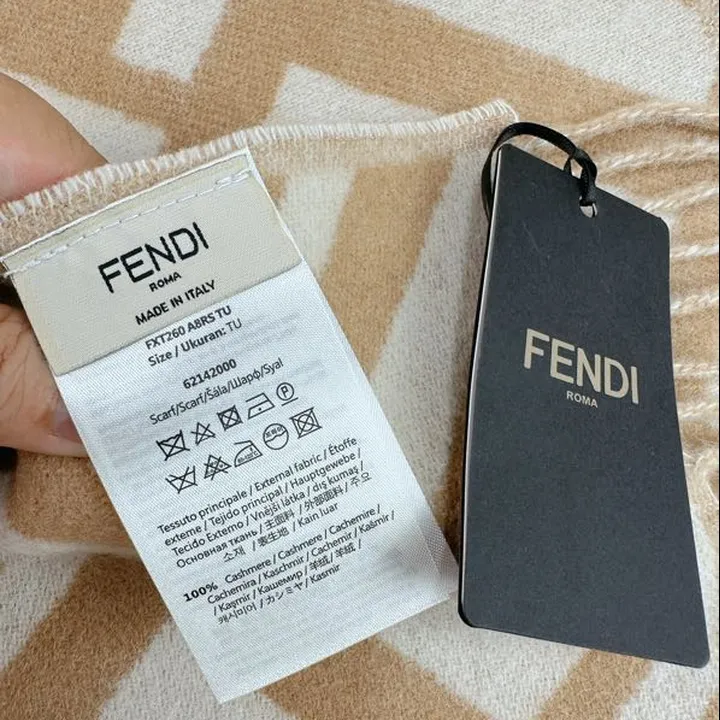 FENDI
ROMA
MADE IN ITALY
FXT260 A8RS TU
Size / Ukuran: TU
62142000
Scarf/Scarf/Šála/Шарф/Syal
Tessuto principale / External fabric / Étoffe
externe / Tejido principal / Hauptgewebe /
Tecido Externo / Vnější látka / dış kumaş /
Основная ткань / 主面料 / 外部面料 / 주요
소재 / 表生地 / Kain luar
100% Cashmere / Cashmere / Cachemire /
Cachemira / Kaschmir / Cachemir / Kašmír /
/ Kaşmir / Кашемир / 羊绒 / 羊絨 /
캐시미어 / カシミヤ / Kasmir
FENDI
ROMA